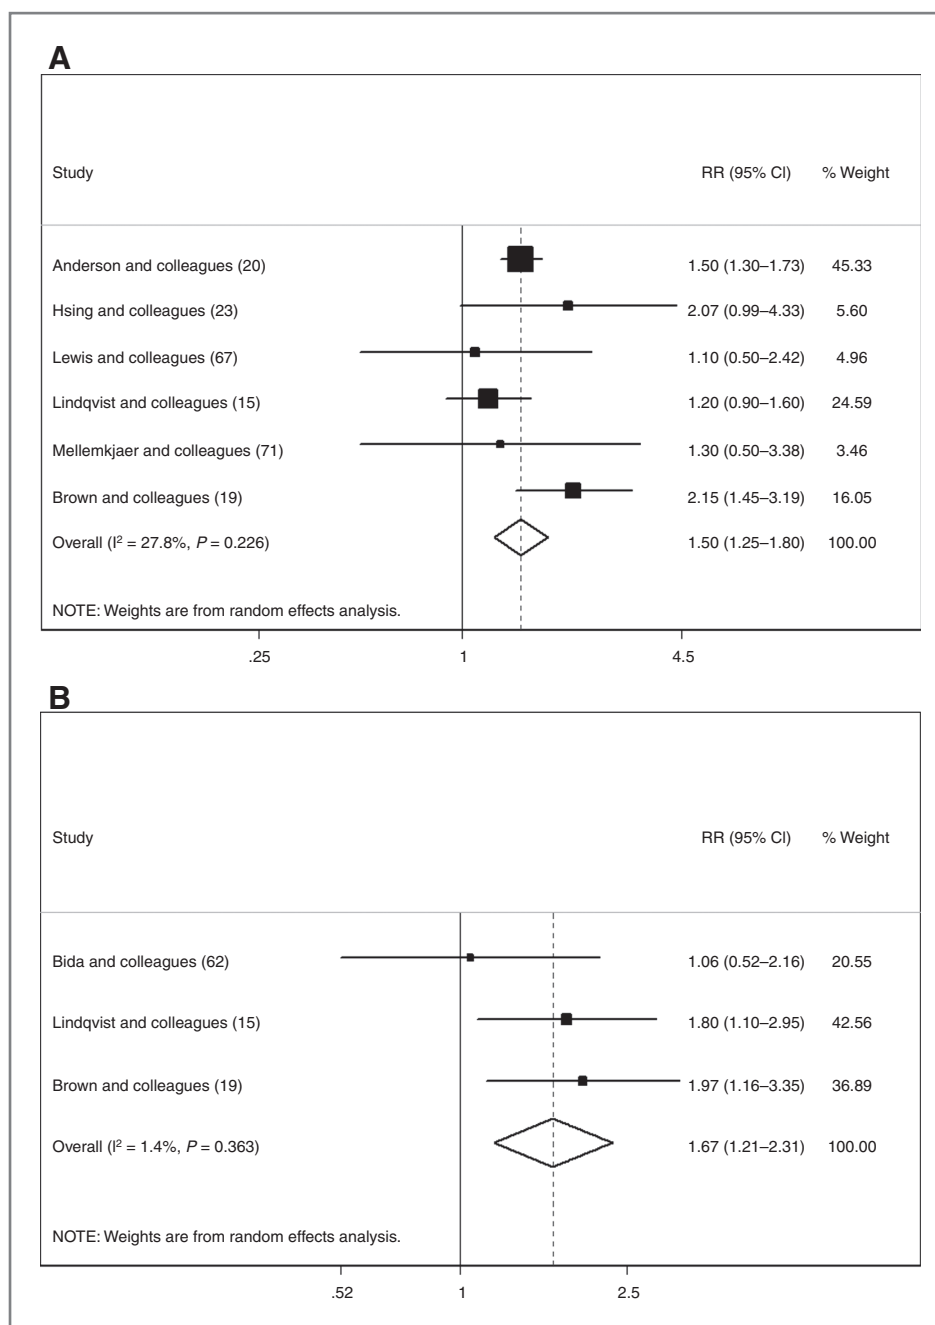 A
Study RR (95% CI) % Weight
Anderson and colleagues (20) 1.50 (1.30–1.73) 45.33
Hsing and colleagues (23) 2.07 (0.99–4.33) 5.60
Lewis and colleagues (67) 1.10 (0.50–2.42) 4.96
Lindqvist and colleagues (15) 1.20 (0.90–1.60) 24.59
Mellemkjaer and colleagues (71) 1.30 (0.50–3.38) 3.46
Brown and colleagues (19) 2.15 (1.45–3.19) 16.05
Overall (I² = 27.8%, P = 0.226) 1.50 (1.25–1.80) 100.00
NOTE: Weights are from random effects analysis.
.25 1 4.5
B
Study RR (95% CI) % Weight
Bida and colleagues (62) 1.06 (0.52–2.16) 20.55
Lindqvist and colleagues (15) 1.80 (1.10–2.95) 42.56
Brown and colleagues (19) 1.97 (1.16–3.35) 36.89
Overall (I² = 1.4%, P = 0.363) 1.67 (1.21–2.31) 100.00
NOTE: Weights are from random effects analysis.
.52 1 2.5